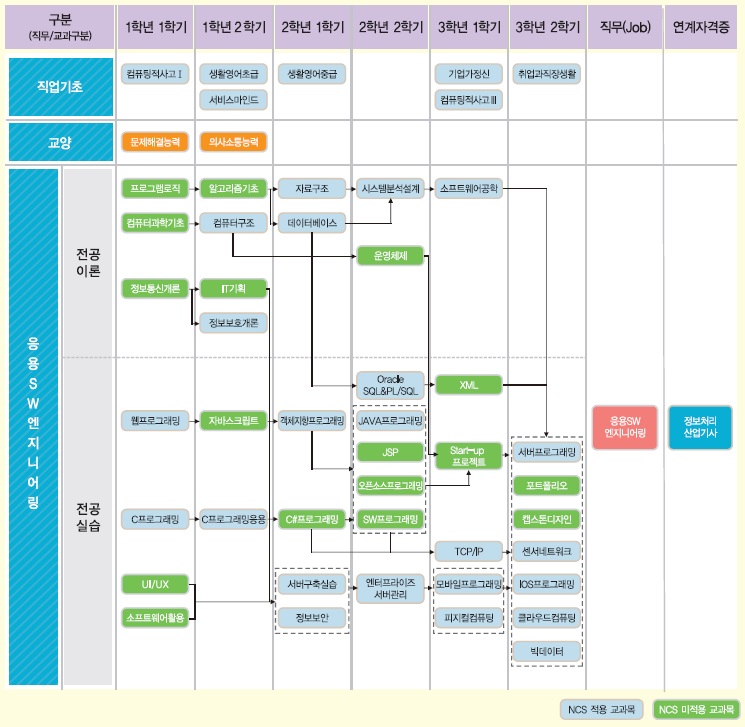 구분
(직무/교과구분)
1학년 1학기
1학년 2학기
2학년 1학기
2학년 2학기
3학년 1학기
3학년 2학기
직무(Job)
연계자격증
직업기초
컴퓨팅적사고 I
생활영어초급
생활영어중급
기업가정신
취업과직장생활
서비스마인드
컴퓨팅적사고 III
교양
문제해결능력
의사소통능력
응용SW엔지니어링
전공
이론
프로그램로직
알고리즘기초
자료구조
시스템분석설계
소프트웨어공학
컴퓨터과학기초
컴퓨터구조
데이터베이스
운영체제
정보통신개론
IT기획
정보보호개론
전공
실습
Oracle
SQL&PL/SQL
XML
웹프로그래밍
자바스크립트
객체지향프로그래밍
JAVA프로그래밍
JSP
Start-up
프로젝트
서버프로그래밍
오픈소스프로그래밍
포트폴리오
C프로그래밍
C프로그래밍응용
C#프로그래밍
SW프로그래밍
캡스톤디자인
TCP/IP
센서네트워크
UI/UX
서버구축실습
엔터프라이즈
서버관리
모바일프로그래밍
IOS프로그래밍
소프트웨어활용
정보보안
피지컬컴퓨팅
클라우드컴퓨팅
빅데이터
응용SW
엔지니어링
정보처리
산업기사
NCS 적용 교과목
NCS 미적용 교과목